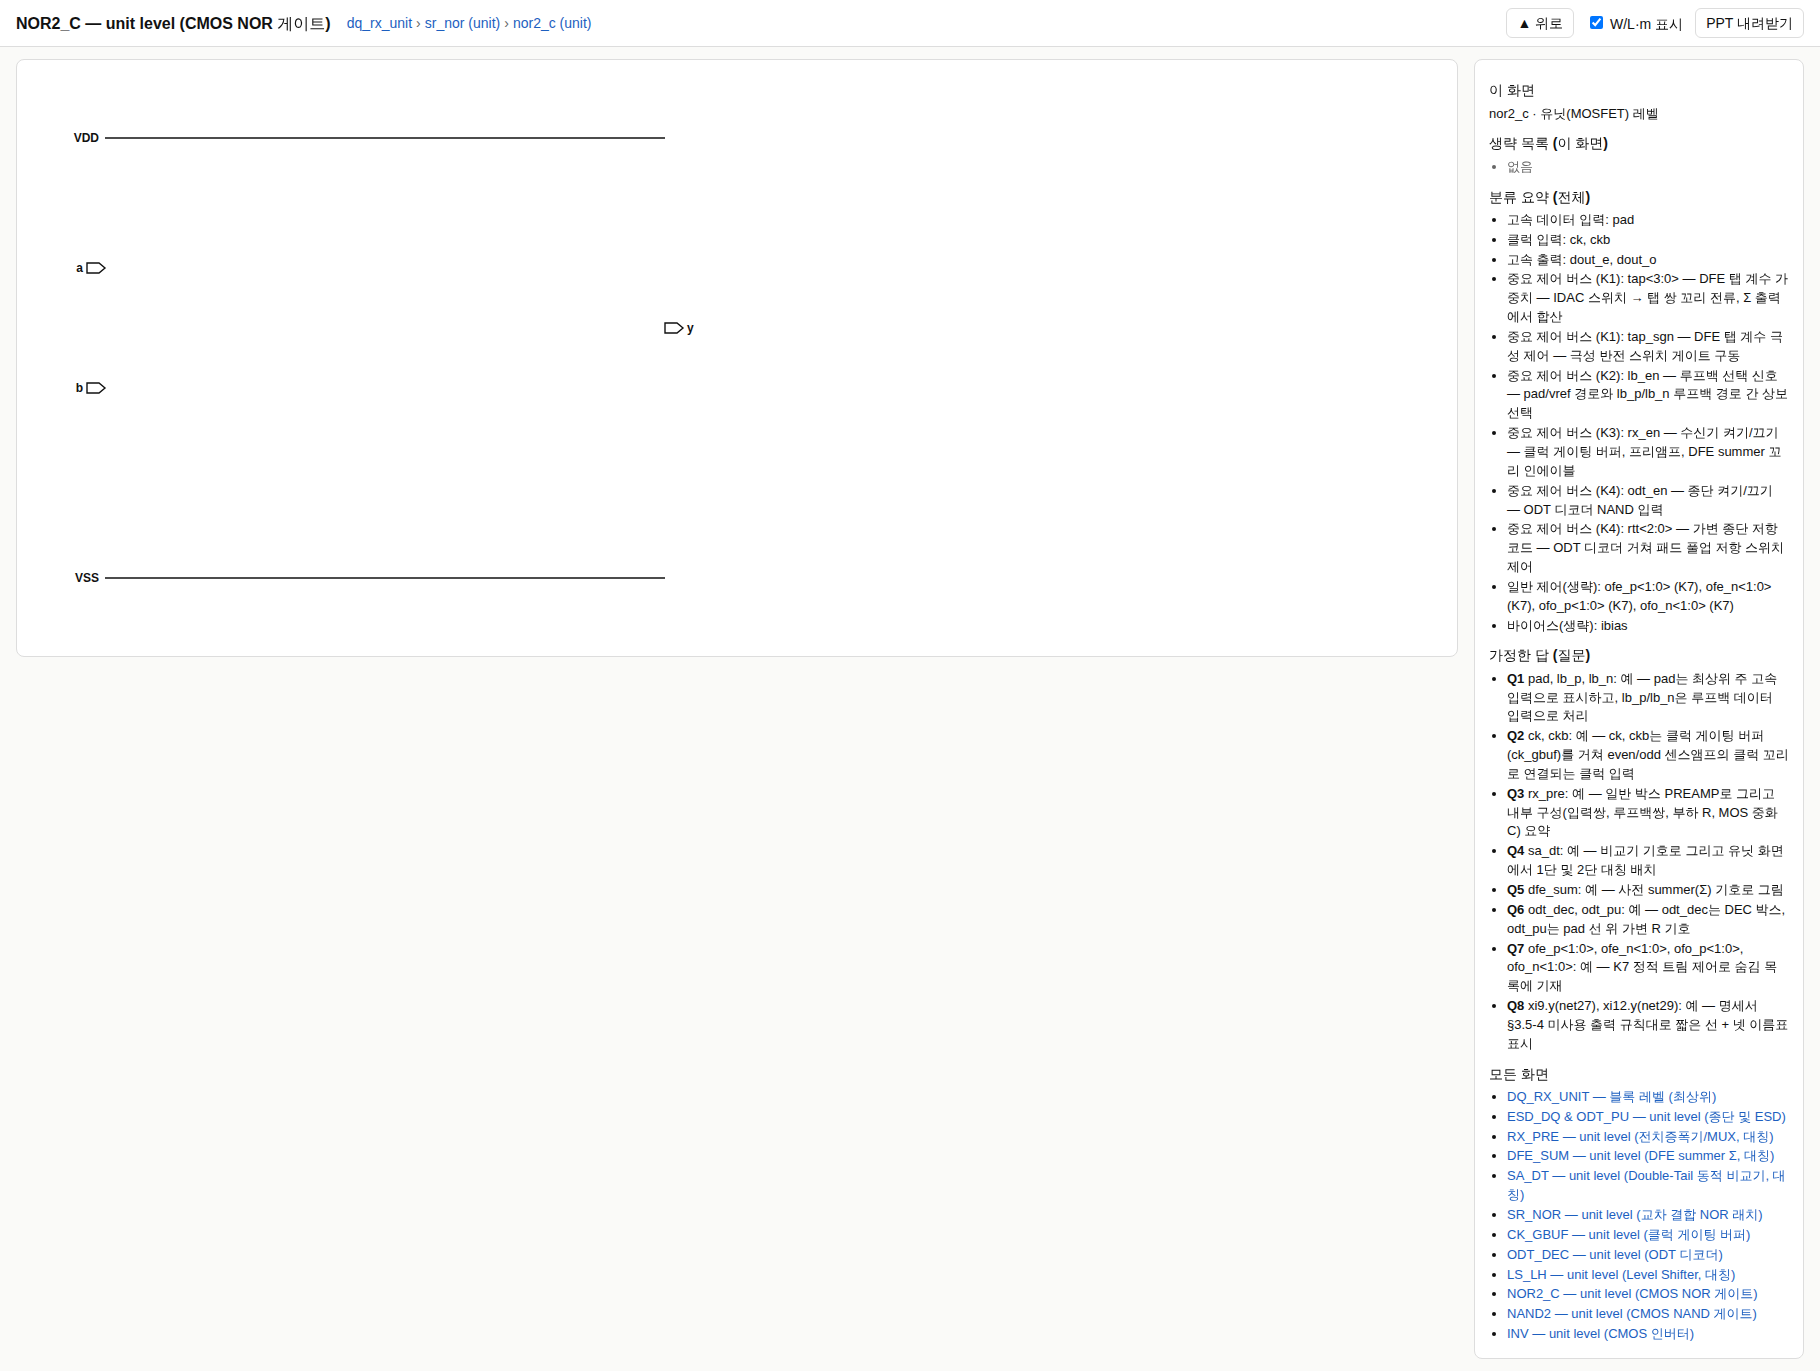 NOR2_C — unit level (CMOS NOR 게이트) dq_rx_unit › sr_nor (unit) › nor2_c (unit) ▲ 위로 W/L·m 표시 PPT 내려받기
VDD
a
y
b
VSS
이 화면
nor2_c · 유닛(MOSFET) 레벨
생략 목록 (이 화면)
없음
분류 요약 (전체)
고속 데이터 입력: pad
클럭 입력: ck, ckb
고속 출력: dout_e, dout_o
중요 제어 버스 (K1): tap<3:0> — DFE 탭 계수 가
중치 — IDAC 스위치 → 탭 쌍 꼬리 전류, Σ 출력
에서 합산
중요 제어 버스 (K1): tap_sgn — DFE 탭 계수 극
성 제어 — 극성 반전 스위치 게이트 구동
중요 제어 버스 (K2): lb_en — 루프백 선택 신호
— pad/vref 경로와 lb_p/lb_n 루프백 경로 간 상보
선택
중요 제어 버스 (K3): rx_en — 수신기 켜기/끄기
— 클럭 게이팅 버퍼, 프리앰프, DFE summer 꼬
리 인에이블
중요 제어 버스 (K4): odt_en — 종단 켜기/끄기
— ODT 디코더 NAND 입력
중요 제어 버스 (K4): rtt<2:0> — 가변 종단 저항
코드 — ODT 디코더 거쳐 패드 풀업 저항 스위치
제어
일반 제어(생략): ofe_p<1:0> (K7), ofe_n<1:0>
(K7), ofo_p<1:0> (K7), ofo_n<1:0> (K7)
바이어스(생략): ibias
가정한 답 (질문)
Q1 pad, lb_p, lb_n: 예 — pad는 최상위 주 고속
입력으로 표시하고, lb_p/lb_n은 루프백 데이터
입력으로 처리
Q2 ck, ckb: 예 — ck, ckb는 클럭 게이팅 버퍼
(ck_gbuf)를 거쳐 even/odd 센스앰프의 클럭 꼬리
로 연결되는 클럭 입력
Q3 rx_pre: 예 — 일반 박스 PREAMP로 그리고
내부 구성(입력쌍, 루프백쌍, 부하 R, MOS 중화
C) 요약
Q4 sa_dt: 예 — 비교기 기호로 그리고 유닛 화면
에서 1단 및 2단 대칭 배치
Q5 dfe_sum: 예 — 사전 summer(Σ) 기호로 그림
Q6 odt_dec, odt_pu: 예 — odt_dec는 DEC 박스,
odt_pu는 pad 선 위 가변 R 기호
Q7 ofe_p<1:0>, ofe_n<1:0>, ofo_p<1:0>,
ofo_n<1:0>: 예 — K7 정적 트림 제어로 숨김 목
록에 기재
Q8 xi9.y(net27), xi12.y(net29): 예 — 명세서
§3.5-4 미사용 출력 규칙대로 짧은 선 + 넷 이름표
표시
모든 화면
DQ_RX_UNIT — 블록 레벨 (최상위)
ESD_DQ & ODT_PU — unit level (종단 및 ESD)
RX_PRE — unit level (전치증폭기/MUX, 대칭)
DFE_SUM — unit level (DFE summer Σ, 대칭)
SA_DT — unit level (Double-Tail 동적 비교기, 대
칭)
SR_NOR — unit level (교차 결합 NOR 래치)
CK_GBUF — unit level (클럭 게이팅 버퍼)
ODT_DEC — unit level (ODT 디코더)
LS_LH — unit level (Level Shifter, 대칭)
NOR2_C — unit level (CMOS NOR 게이트)
NAND2 — unit level (CMOS NAND 게이트)
INV — unit level (CMOS 인버터)